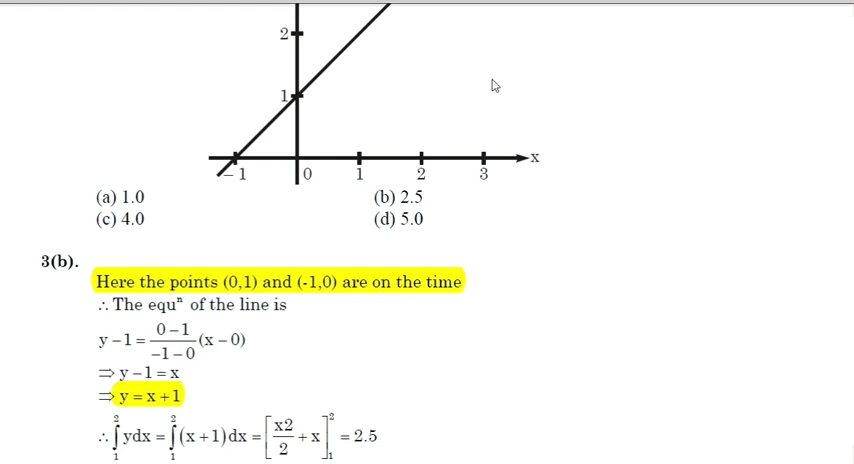 2
1
x
– 1 0 1 2 3
(a) 1.0 (b) 2.5
(c) 4.0 (d) 5.0
3(b).
Here the points (0,1) and (-1,0) are on the time
∴ The equⁿ of the line is
y – 1 = (0 – 1)/(–1 – 0) (x – 0)
⇒ y – 1 = x
⇒ y = x + 1
∴ ∫₁² ydx = ∫₁² (x + 1) dx = [x2/2 + x]₁² = 2.5